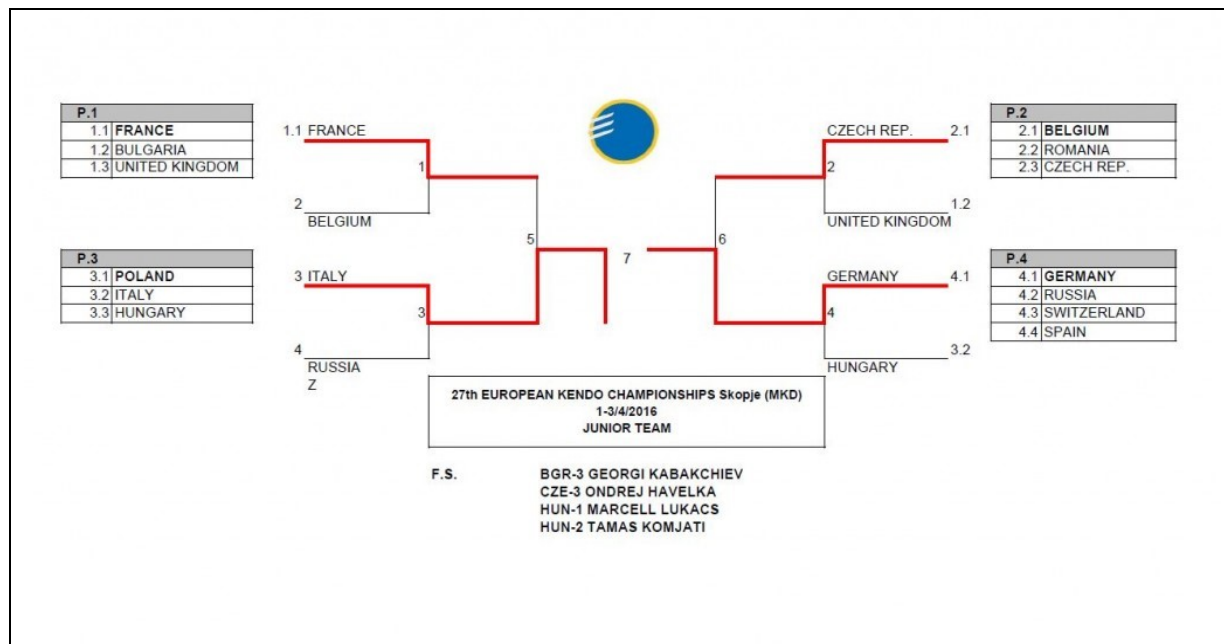 P.1
1.1 FRANCE
1.2 BULGARIA
1.3 UNITED KINGDOM
P.3
3.1 POLAND
3.2 ITALY
3.3 HUNGARY
1.1 FRANCE
1
2
BELGIUM
5
3 ITALY
3
4
RUSSIA
Z
7
CZECH REP. 2.1
2
1.2
UNITED KINGDOM
6
GERMANY 4.1
4
3.2
HUNGARY
P.2
2.1 BELGIUM
2.2 ROMANIA
2.3 CZECH REP.
P.4
4.1 GERMANY
4.2 RUSSIA
4.3 SWITZERLAND
4.4 SPAIN
27th EUROPEAN KENDO CHAMPIONSHIPS Skopje (MKD)
1-3/4/2016
JUNIOR TEAM
F.S. BGR-3 GEORGI KABAKCHIEV
CZE-3 ONDREJ HAVELKA
HUN-1 MARCELL LUKACS
HUN-2 TAMAS KOMJATI